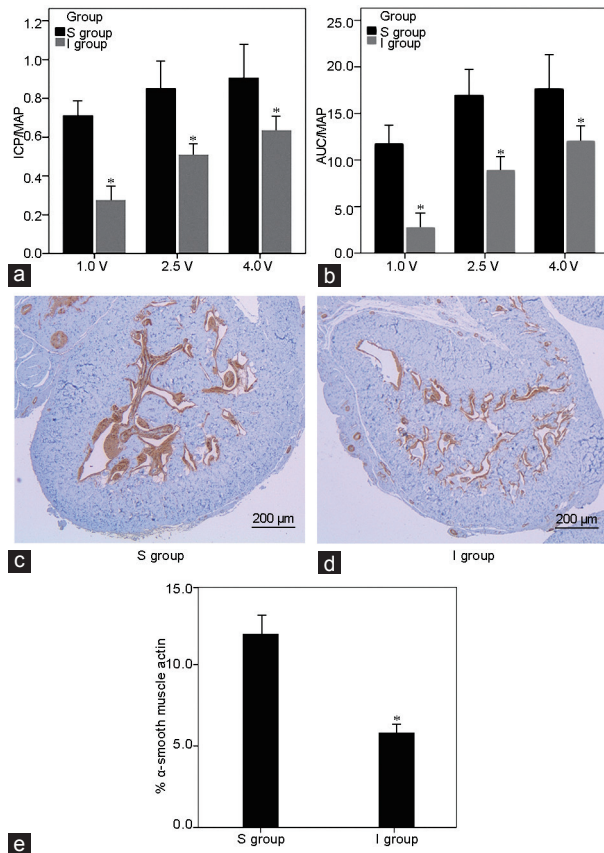 Group
S group
I group
ICP/MAP
1.2
1.0
0.8
0.6
0.4
0.2
0.0
*
*
*
1.0 V
2.5 V
4.0 V
a
Group
S group
I group
AUC/MAP
25.0
20.0
15.0
10.0
5.0
0.0
*
*
*
1.0 V
2.5 V
4.0 V
b
200 µm
S group
c
200 µm
I group
d
% α-smooth muscle actin
15.0
10.0
5.0
0.0
*
S group
I group
e